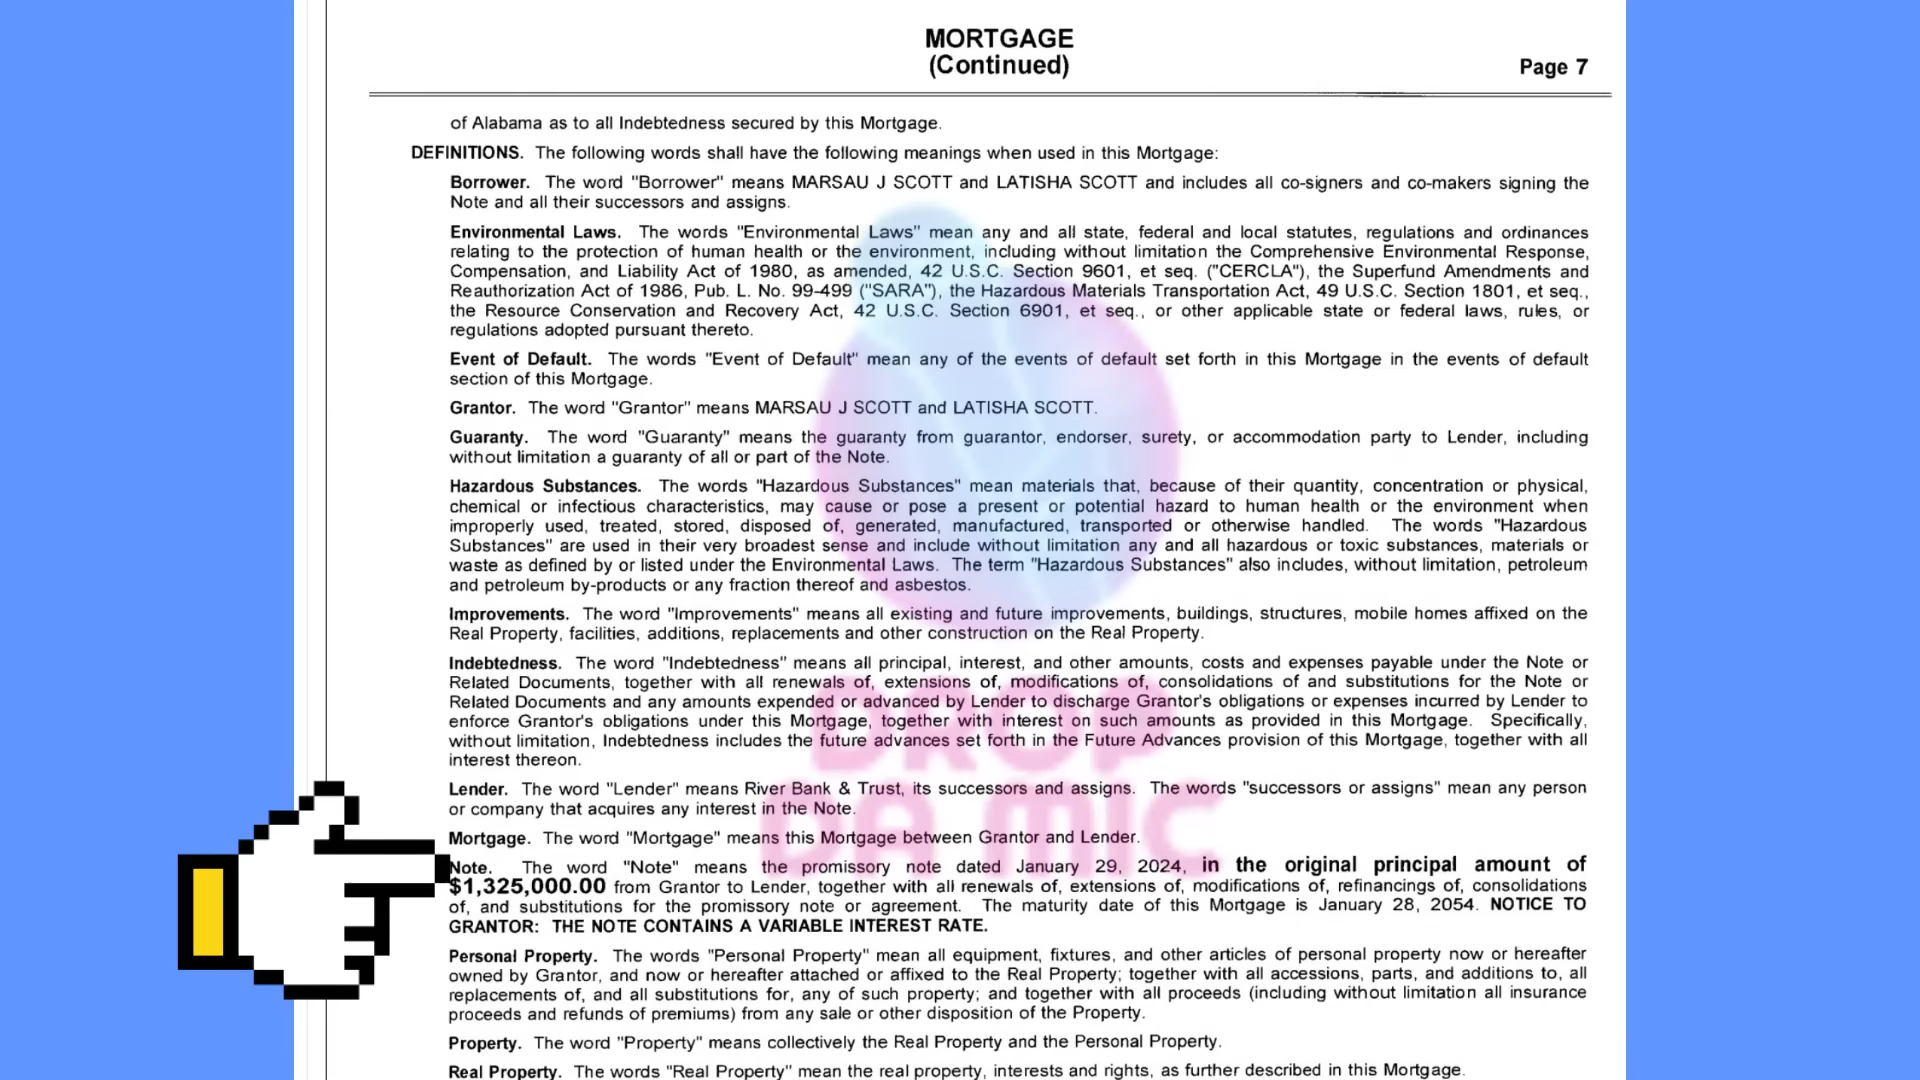 MORTGAGE
(Continued)
Page 7
of Alabama as to all Indebtedness secured by this Mortgage.
DEFINITIONS. The following words shall have the following meanings when used in this Mortgage:
Borrower. The word "Borrower" means MARSAU J SCOTT and LATISHA SCOTT and includes all co-signers and co-makers signing the
Note and all their successors and assigns.
Environmental Laws. The words "Environmental Laws" mean any and all state, federal and local statutes, regulations and ordinances
relating to the protection of human health or the environment, including without limitation the Comprehensive Environmental Response,
Compensation, and Liability Act of 1980, as amended, 42 U.S.C. Section 9601, et seq. ("CERCLA"), the Superfund Amendments and
Reauthorization Act of 1986, Pub. L. No. 99-499 ("SARA"), the Hazardous Materials Transportation Act, 49 U.S.C. Section 1801, et seq.,
the Resource Conservation and Recovery Act, 42 U.S.C. Section 6901, et seq., or other applicable state or federal laws, rules, or
regulations adopted pursuant thereto.
Event of Default. The words "Event of Default" mean any of the events of default set forth in this Mortgage in the events of default
section of this Mortgage.
Grantor. The word "Grantor" means MARSAU J SCOTT and LATISHA SCOTT.
Guaranty. The word "Guaranty" means the guaranty from guarantor, endorser, surety, or accommodation party to Lender, including
without limitation a guaranty of all or part of the Note.
Hazardous Substances. The words "Hazardous Substances" mean materials that, because of their quantity, concentration or physical,
chemical or infectious characteristics, may cause or pose a present or potential hazard to human health or the environment when
improperly used, treated, stored, disposed of, generated, manufactured, transported or otherwise handled. The words "Hazardous
Substances" are used in their very broadest sense and include without limitation any and all hazardous or toxic substances, materials or
waste as defined by or listed under the Environmental Laws. The term "Hazardous Substances" also includes, without limitation, petroleum
and petroleum by-products or any fraction thereof and asbestos.
Improvements. The word "Improvements" means all existing and future improvements, buildings, structures, mobile homes affixed on the
Real Property, facilities, additions, replacements and other construction on the Real Property.
Indebtedness. The word "Indebtedness" means all principal, interest, and other amounts, costs and expenses payable under the Note or
Related Documents, together with all renewals of, extensions of, modifications of, consolidations of and substitutions for the Note or
Related Documents and any amounts expended or advanced by Lender to discharge Grantor's obligations or expenses incurred by Lender to
enforce Grantor's obligations under this Mortgage, together with interest on such amounts as provided in this Mortgage. Specifically,
without limitation, Indebtedness includes the future advances set forth in the Future Advances provision of this Mortgage, together with all
interest thereon.
DROP
DA MIC
Lender. The word "Lender" means River Bank & Trust, its successors and assigns. The words "successors or assigns" mean any person
or company that acquires any interest in the Note.
Mortgage. The word "Mortgage" means this Mortgage between Grantor and Lender.
Note. The word "Note" means the promissory note dated January 29, 2024, in the original principal amount of
$1,325,000.00 from Grantor to Lender, together with all renewals of, extensions of, modifications of, refinancings of, consolidations
of, and substitutions for the promissory note or agreement. The maturity date of this Mortgage is January 28, 2054. NOTICE TO
GRANTOR: THE NOTE CONTAINS A VARIABLE INTEREST RATE.
Personal Property. The words "Personal Property" mean all equipment, fixtures, and other articles of personal property now or hereafter
owned by Grantor, and now or hereafter attached or affixed to the Real Property; together with all accessions, parts, and additions to, all
replacements of, and all substitutions for, any of such property; and together with all proceeds (including without limitation all insurance
proceeds and refunds of premiums) from any sale or other disposition of the Property.
Property. The word "Property" means collectively the Real Property and the Personal Property.
Real Property. The words "Real Property" mean the real property, interests and rights, as further described in this Mortgage.